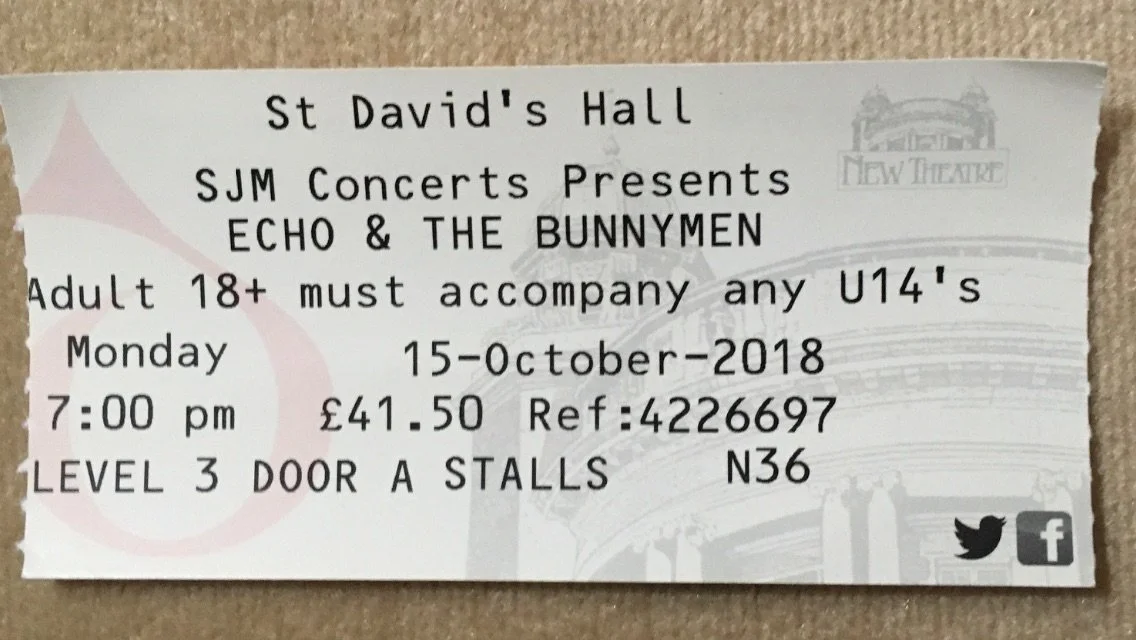 St David's Hall
NEW THEATRE
SJM Concerts Presents
ECHO & THE BUNNYMEN
Adult 18+ must accompany any U14's
Monday 15-October-2018
7:00 pm £41.50 Ref:4226697
LEVEL 3 DOOR A STALLS N36
f